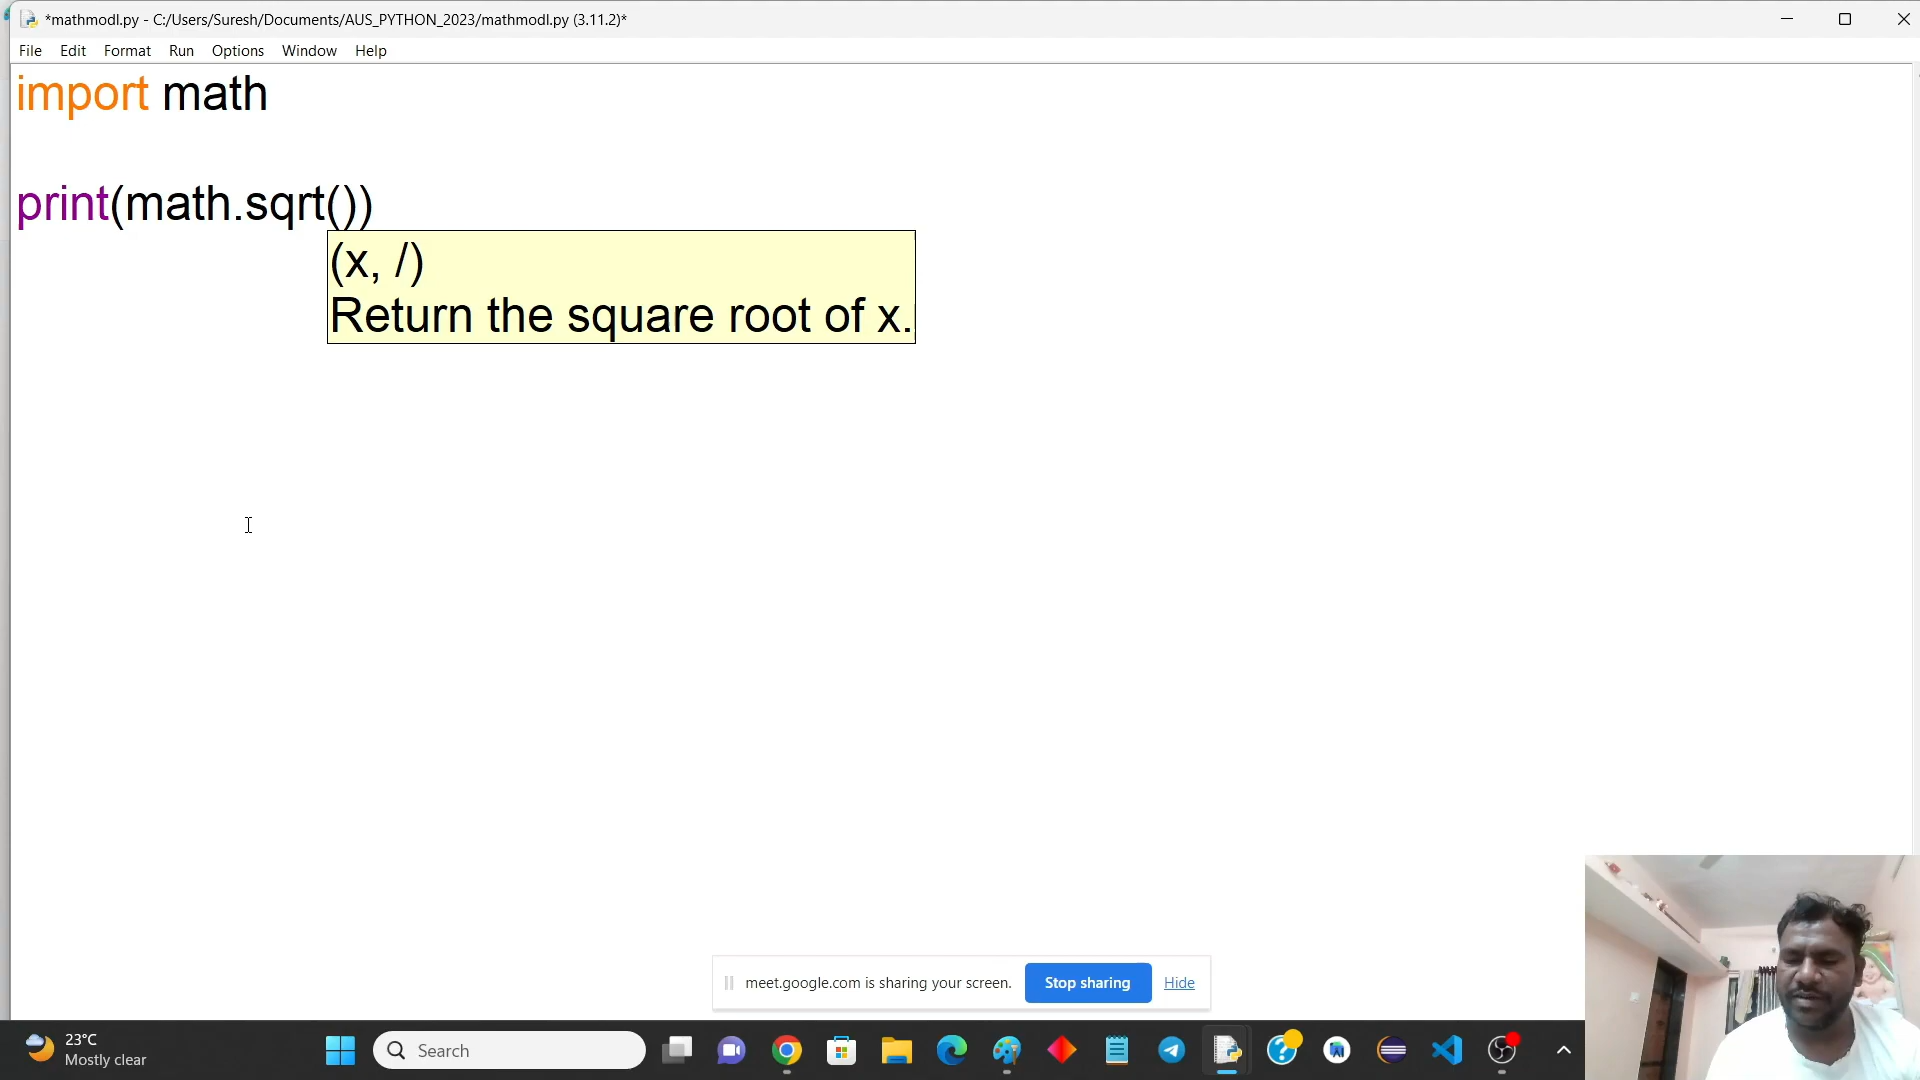 *mathmodl.py - C:/Users/Suresh/Documents/AUS_PYTHON_2023/mathmodl.py (3.11.2)*
File Edit Format Run Options Window Help
import math
print(math.sqrt())
(x, /)
Return the square root of x.
meet.google.com is sharing your screen. Stop sharing Hide
23°C
Mostly clear
Search